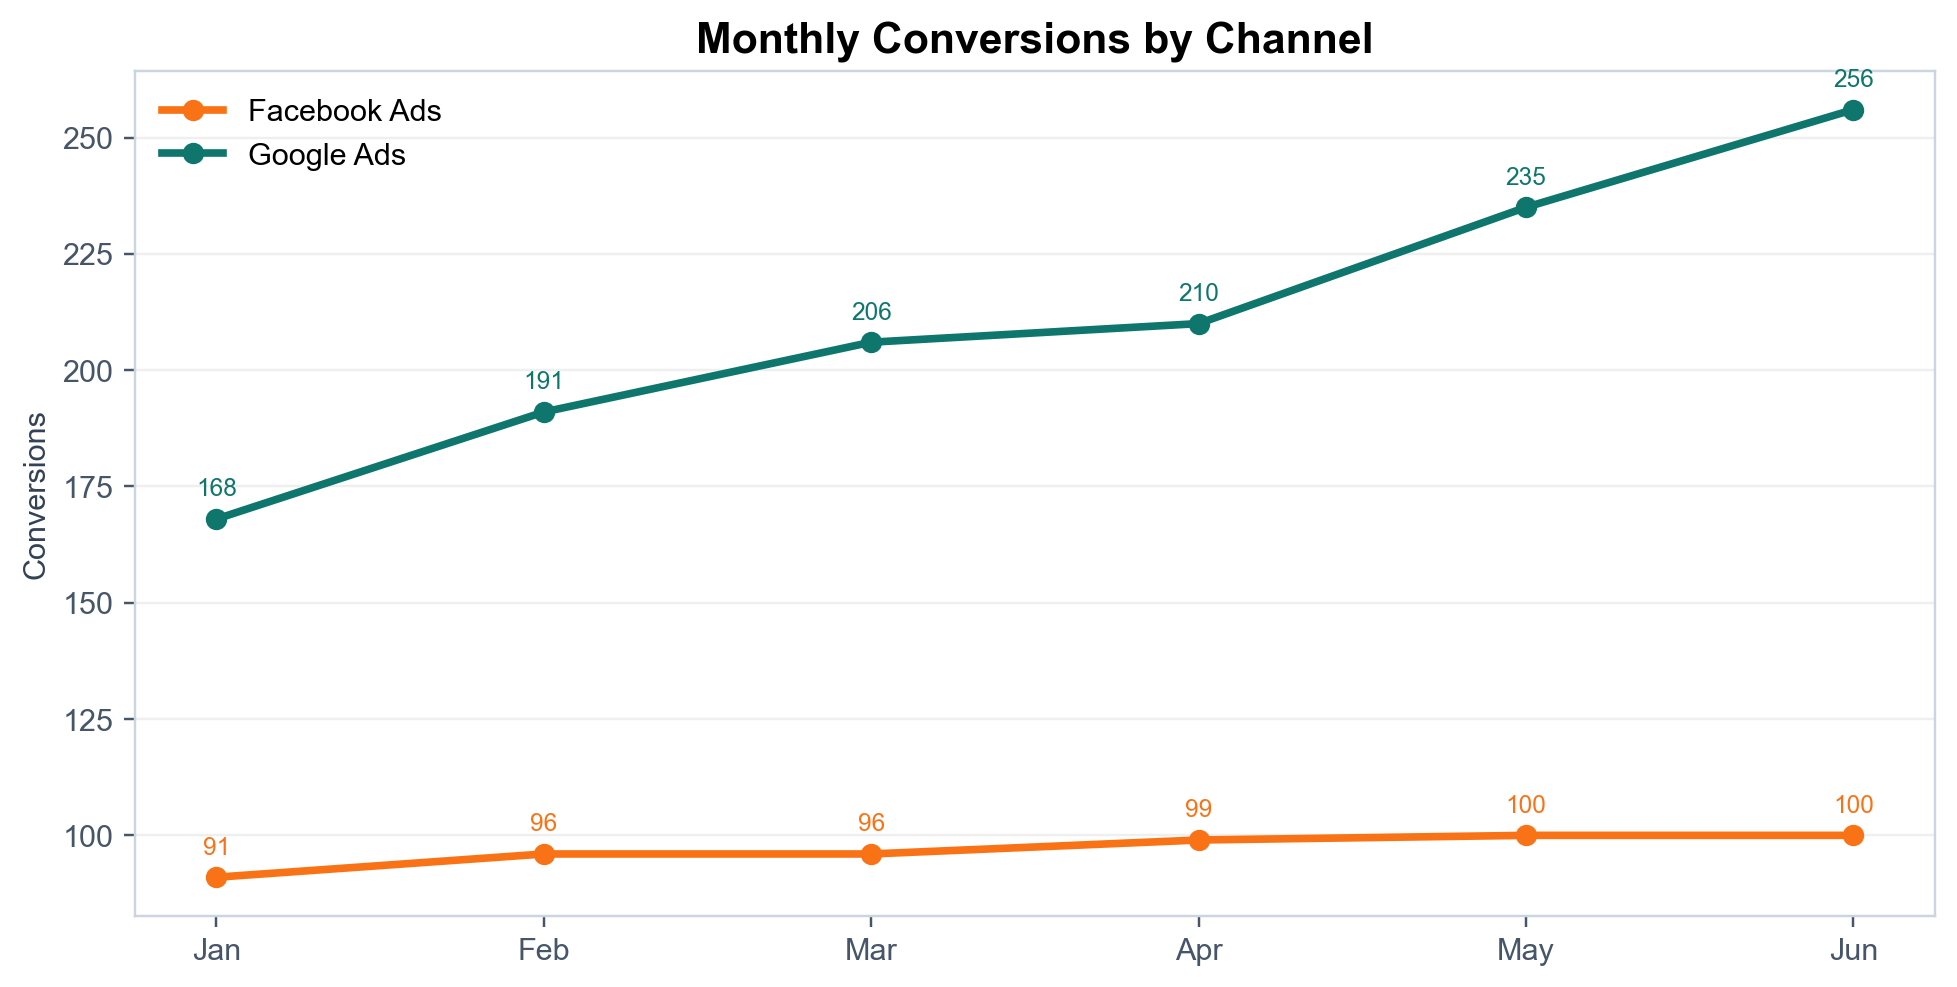 Monthly Conversions by Channel
Facebook Ads
Google Ads
Conversions
250
225
200
175
150
125
100
168
191
206
210
235
256
91
96
96
99
100
100
Jan
Feb
Mar
Apr
May
Jun